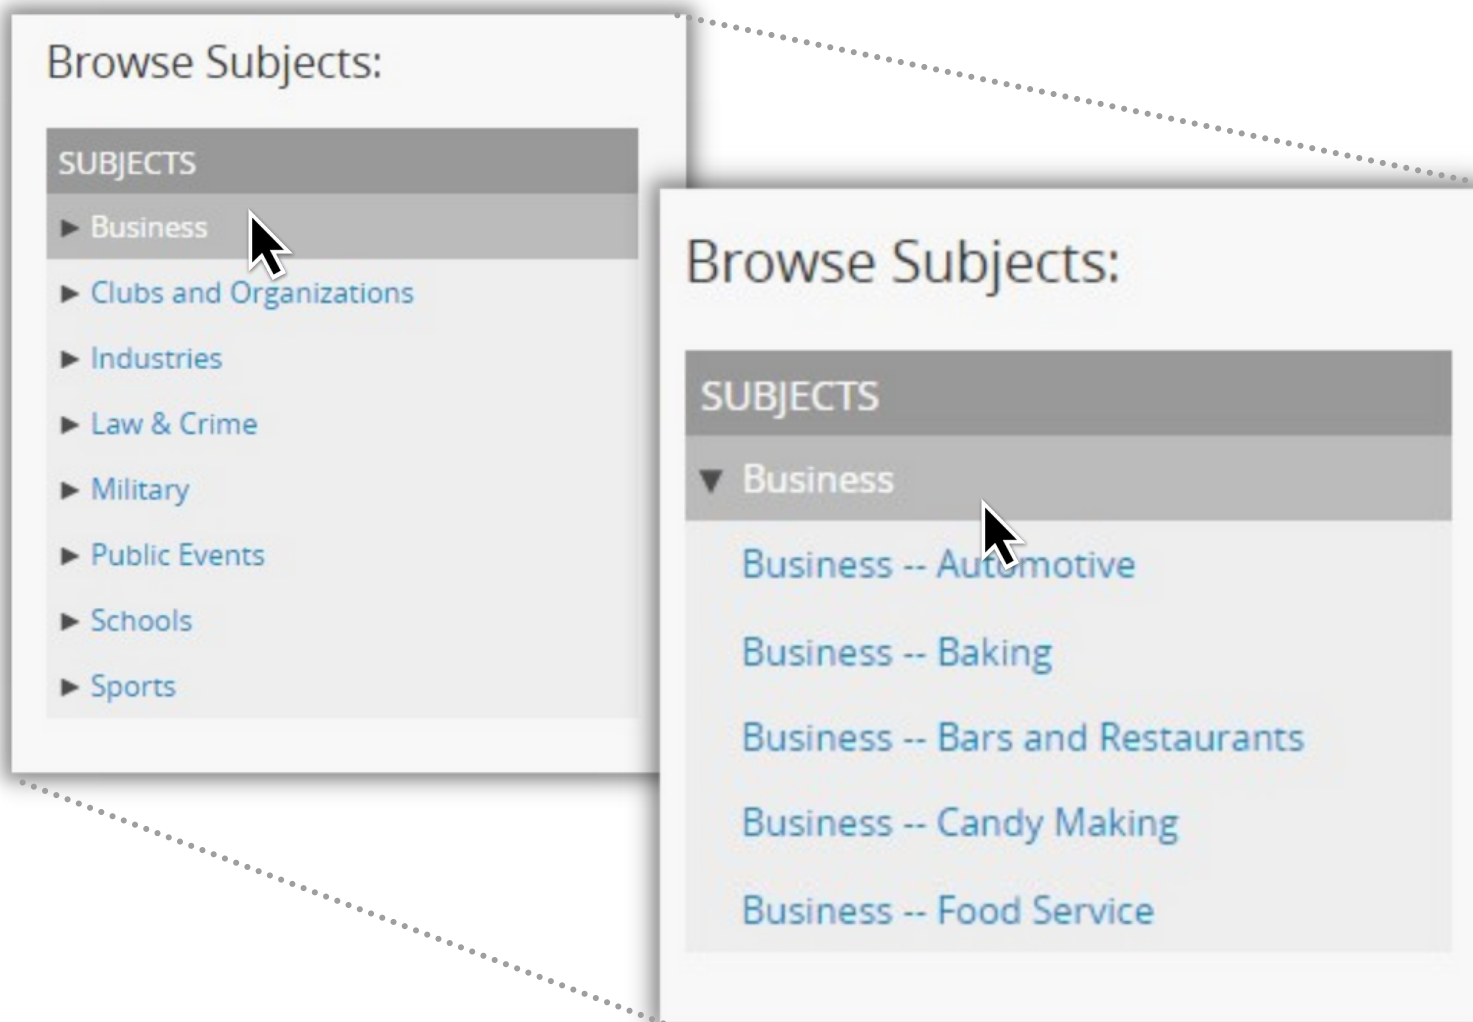 Browse Subjects:
SUBJECTS
Business
Clubs and Organizations
Industries
Law & Crime
Military
Public Events
Schools
Sports
Browse Subjects:
SUBJECTS
Business
Business -- Automotive
Business -- Baking
Business -- Bars and Restaurants
Business -- Candy Making
Business -- Food Service